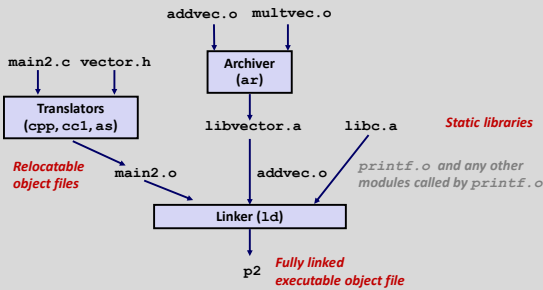 addvec.o multvec.o
main2.c vector.h
Archiver
(ar)
Translators
(cpp,cc1,as)
libvector.a
libc.a
Static libraries
Relocatable
object files
main2.o
addvec.o
printf.o and any other
modules called by printf.o
Linker (ld)
p2
Fully linked
executable object file